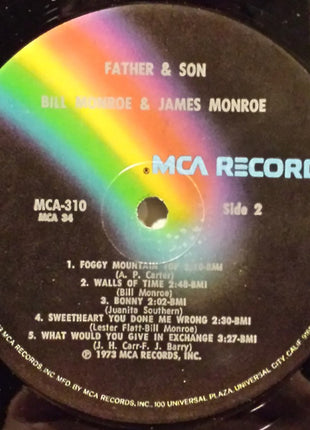 FATHER & SON
BILL MONROE & JAMES MONROE
® MCA RECORD
MCA-310
MCA 34
Side 2
1. FOGGY MOUNTAIN TOP BMI
(A. P. Carter)
2. WALLS OF TIME 2:48-BMI
(Bill Monroe)
3. BONNY 2:02-BMI
(Juanita Southern)
4. SWEETHEART YOU DONE ME WRONG 2:30-BMI
(Lester Flatt-Bill Monroe)
5. WHAT WOULD YOU GIVE IN EXCHANGE 3:27-BMI
(J. H. Carr-F. J. Barry)
Ⓟ 1973 MCA RECORDS, INC.
MCA RECORDS, INC. MFD BY MCA RECORDS, INC., 100 UNIVERSAL PLAZA, UNIVERSAL CITY, CALIF.